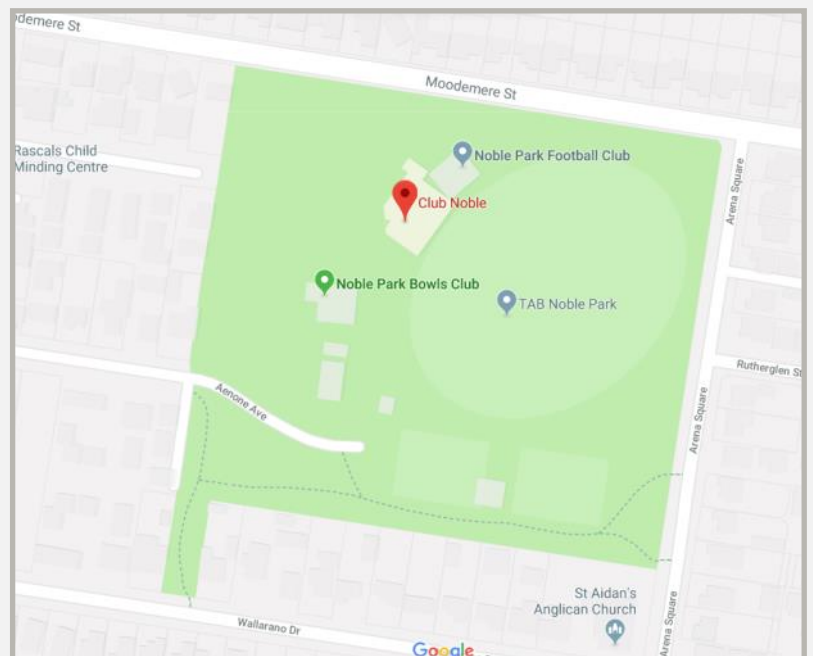 odemere St
Moodemere St
Rascals Child
Minding Centre
Noble Park Football Club
Arena Square
Club Noble
Noble Park Bowls Club
TAB Noble Park
Rutherglen St
Aenone Ave
Arena Square
St Aidan's
Anglican Church
Arena Square
Wallarano Dr
Google